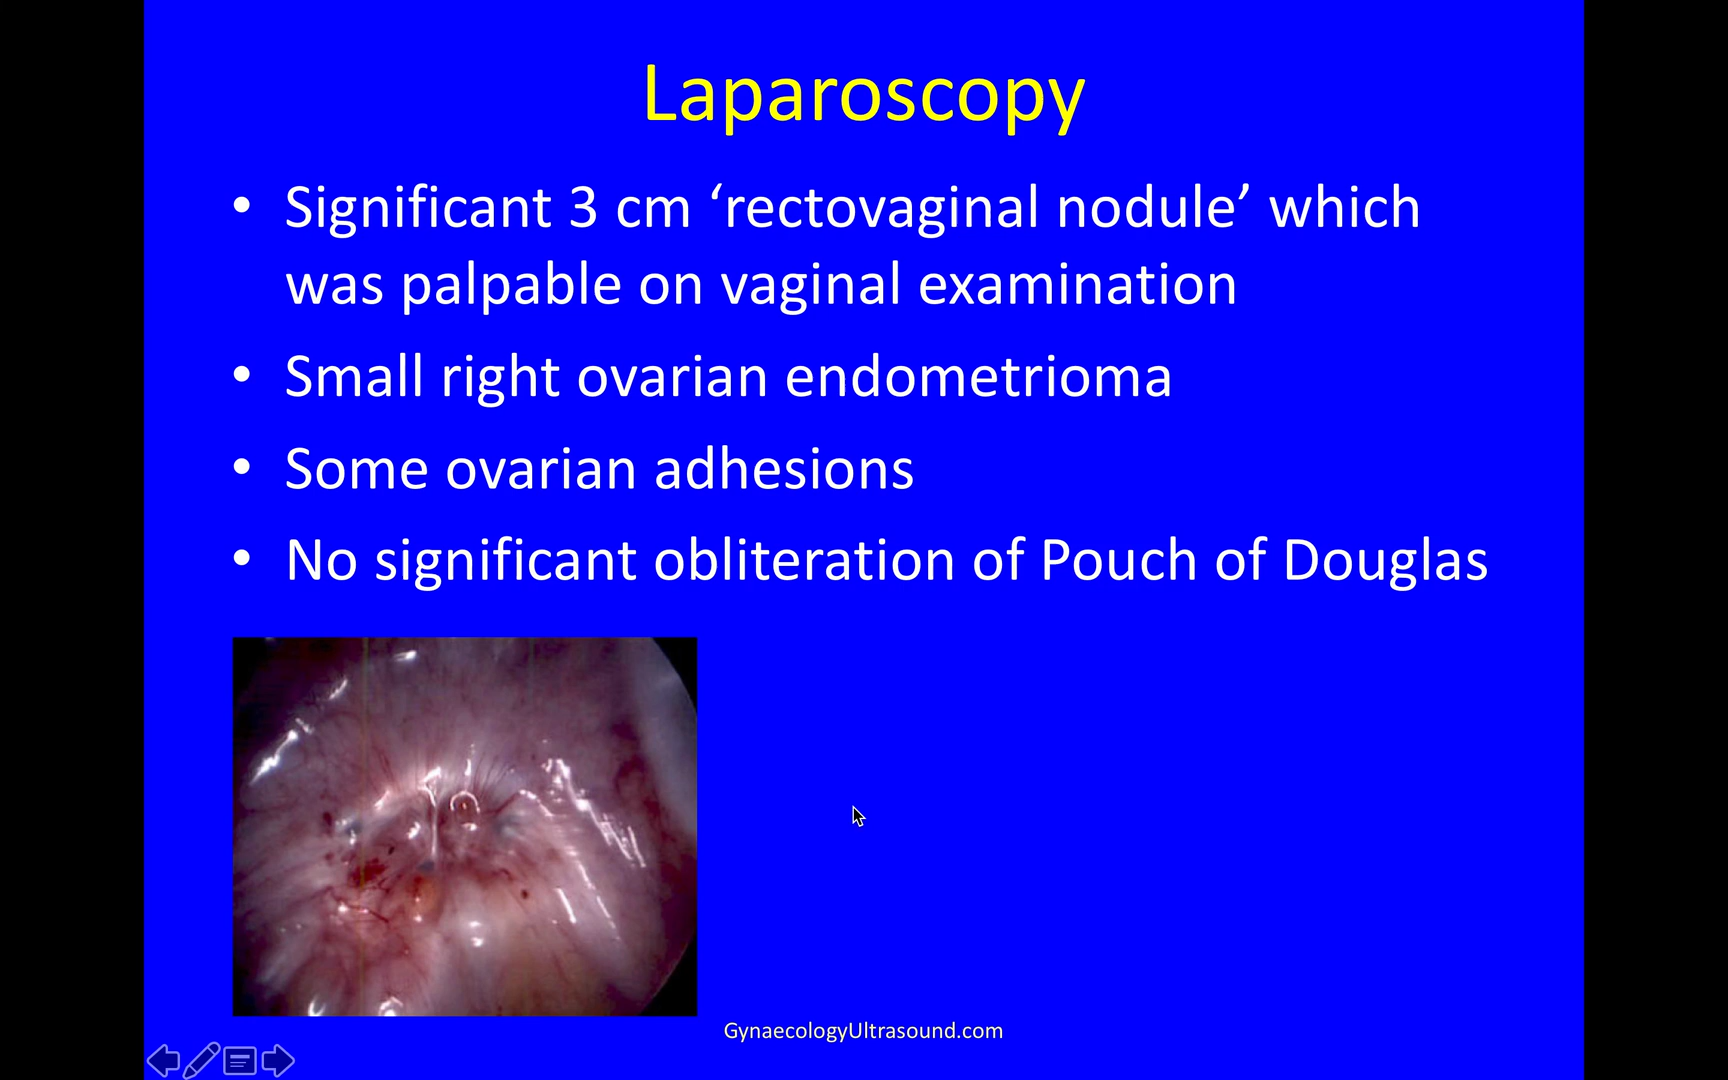 Laparoscopy
• Significant 3 cm ‘rectovaginal nodule’ which
was palpable on vaginal examination
• Small right ovarian endometrioma
• Some ovarian adhesions
• No significant obliteration of Pouch of Douglas
GynaecologyUltrasound.com